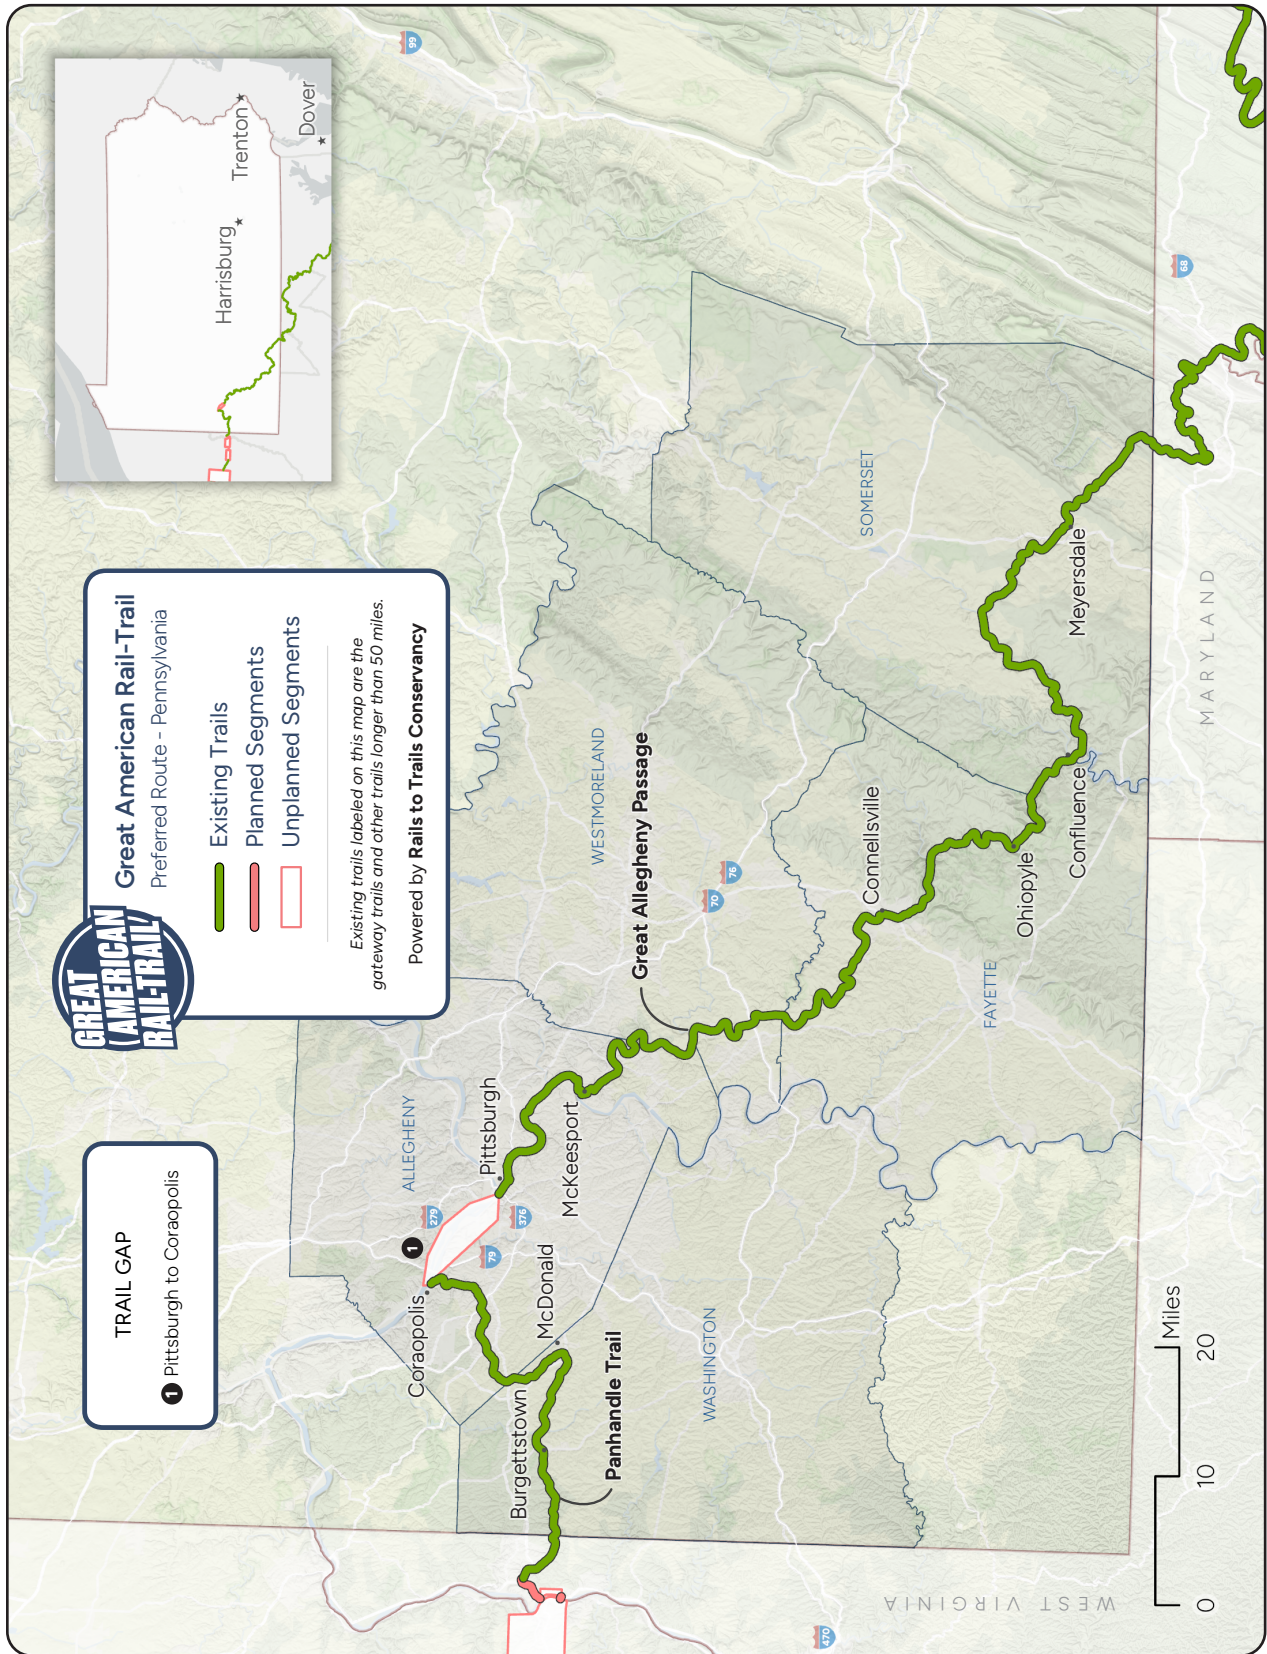 GREAT
AMERICAN
RAIL-TRAIL
Great American Rail-Trail
Preferred Route - Pennsylvania
Existing Trails
Planned Segments
Unplanned Segments
Existing trails labeled on this map are the
gateway trails and other trails longer than 50 miles.
Powered by Rails to Trails Conservancy
TRAIL GAP
1 Pittsburgh to Coraopolis
Harrisburg
Trenton
Dover
99
68
ALLEGHENY
279
1
376
79
Pittsburgh
Coraopolis
McKeesport
McDonald
Burgettstown
Panhandle Trail
WASHINGTON
WESTMORELAND
Great Allegheny Passage
76
70
Connellsville
SOMERSET
FAYETTE
Ohiopyle
Confluence
Meyersdale
MARYLAND
WEST VIRGINIA
470
Miles
0
10
20